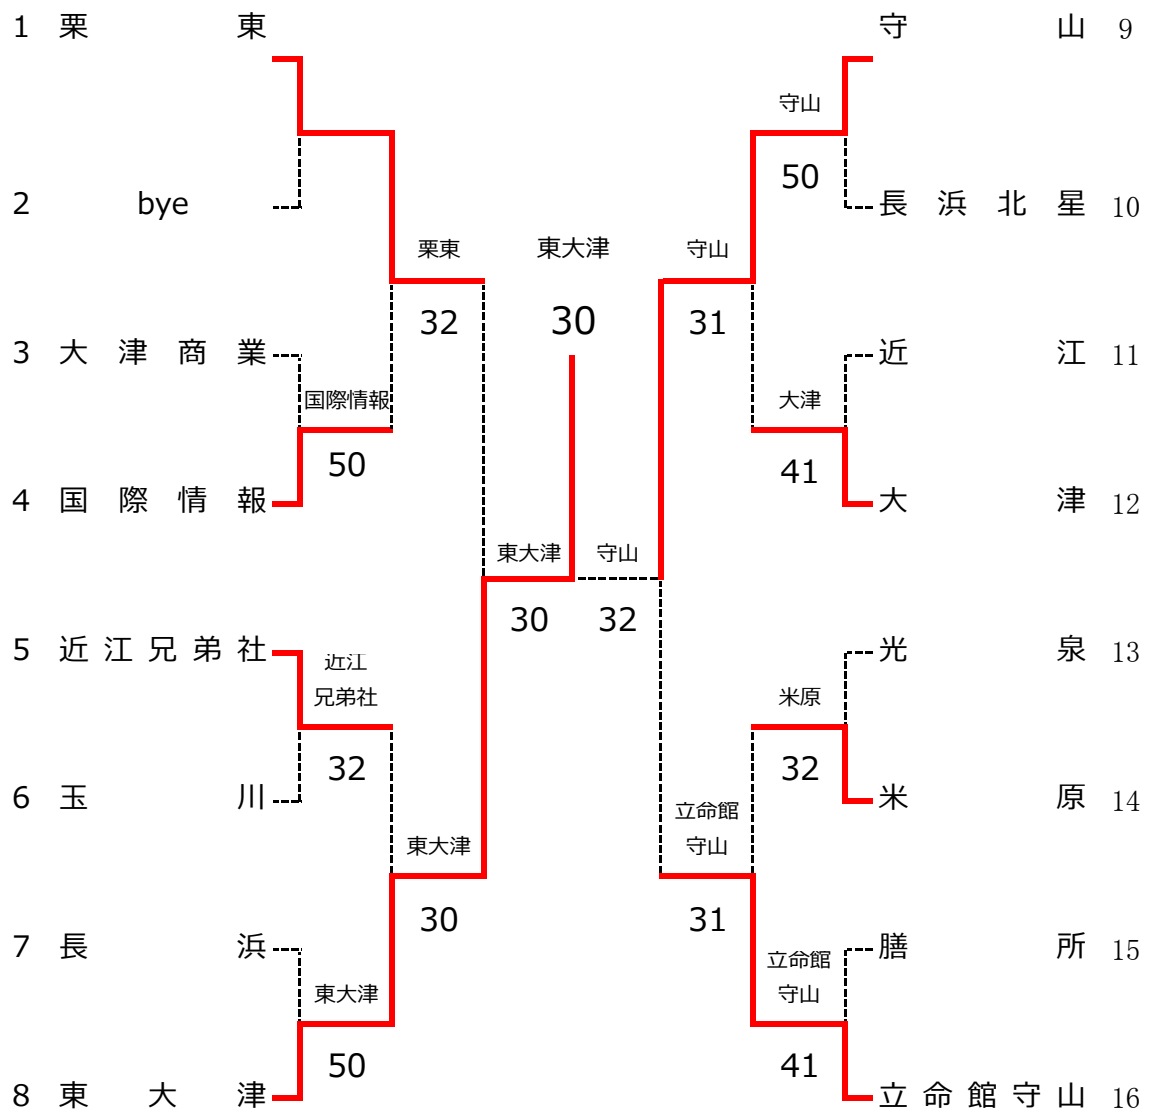 1 栗東
守山 9
守山
50
2 bye
長浜北星 10
栗東
東大津
守山
32
30
31
3 大津商業
近江 11
国際情報
大津
50
41
4 国際情報
大津 12
東大津
守山
30
32
5 近江兄弟社
光泉 13
近江
兄弟社
米原
32
32
6 玉川
米原 14
東大津
立命館
守山
30
31
7 長浜
膳所 15
東大津
立命館
守山
50
41
8 東大津
立命館守山 16